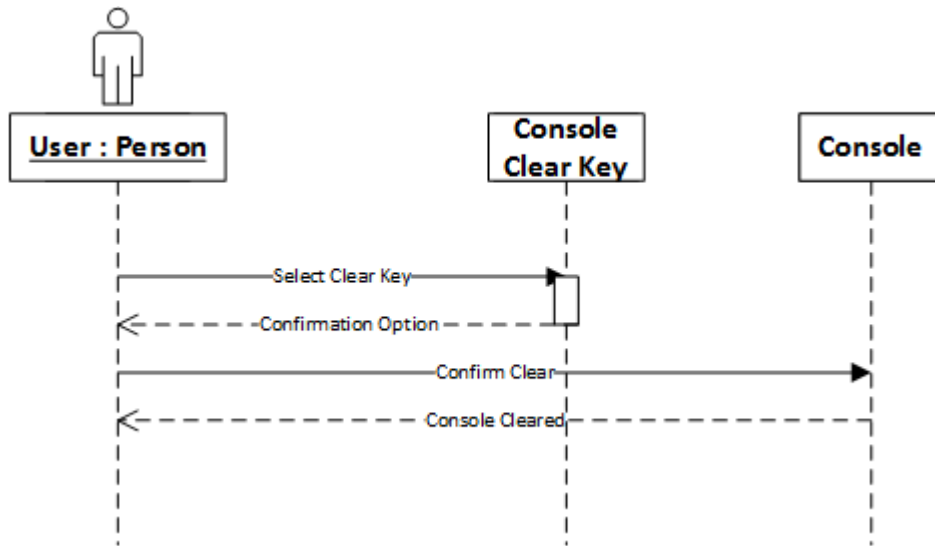 User : Person
Console
Clear Key
Console
Select Clear Key
Confirmation Option
Confirm Clear
Console Cleared